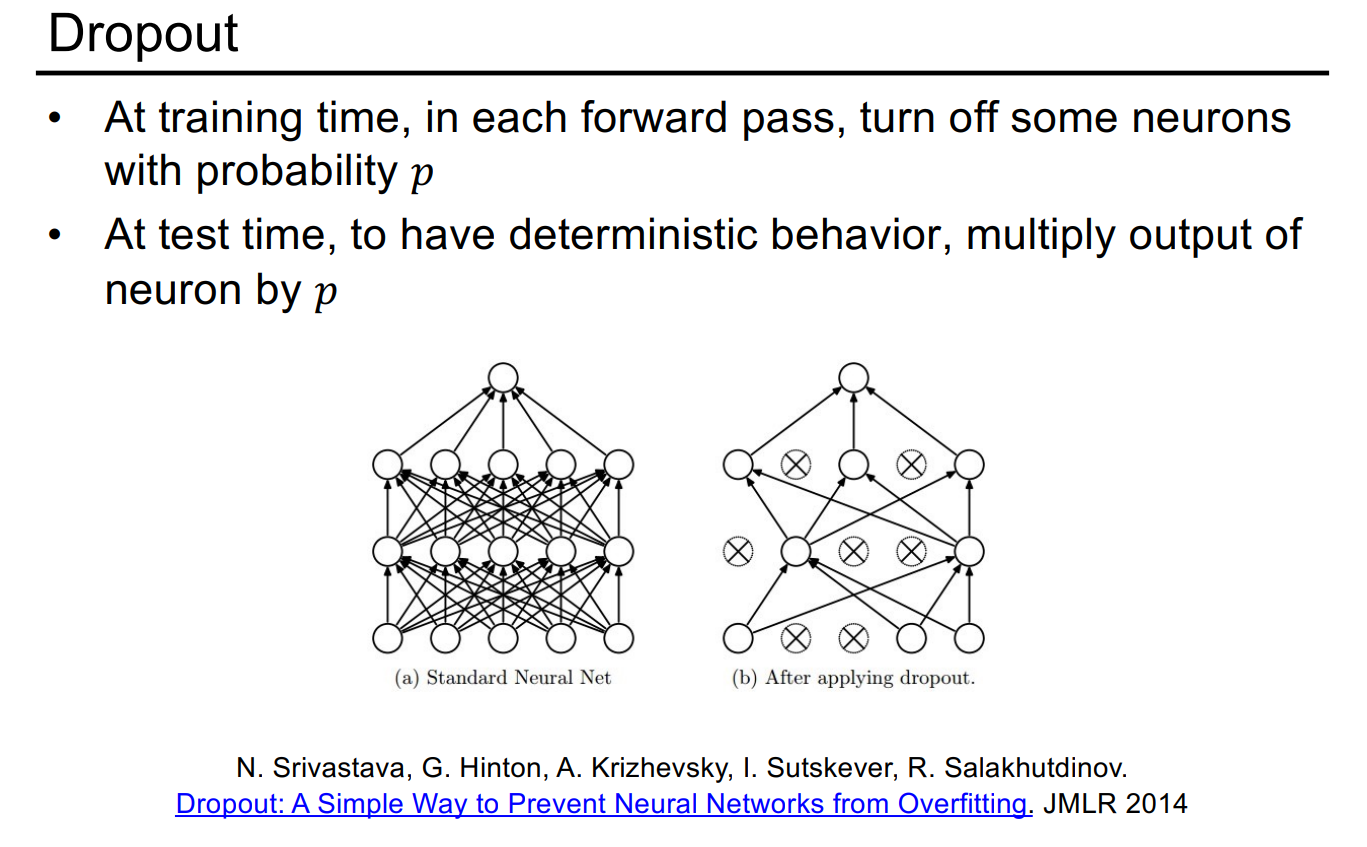 Dropout
• At training time, in each forward pass, turn off some neurons
with probability p
• At test time, to have deterministic behavior, multiply output of
neuron by p
(a) Standard Neural Net
(b) After applying dropout.
N. Srivastava, G. Hinton, A. Krizhevsky, I. Sutskever, R. Salakhutdinov.
Dropout: A Simple Way to Prevent Neural Networks from Overfitting. JMLR 2014